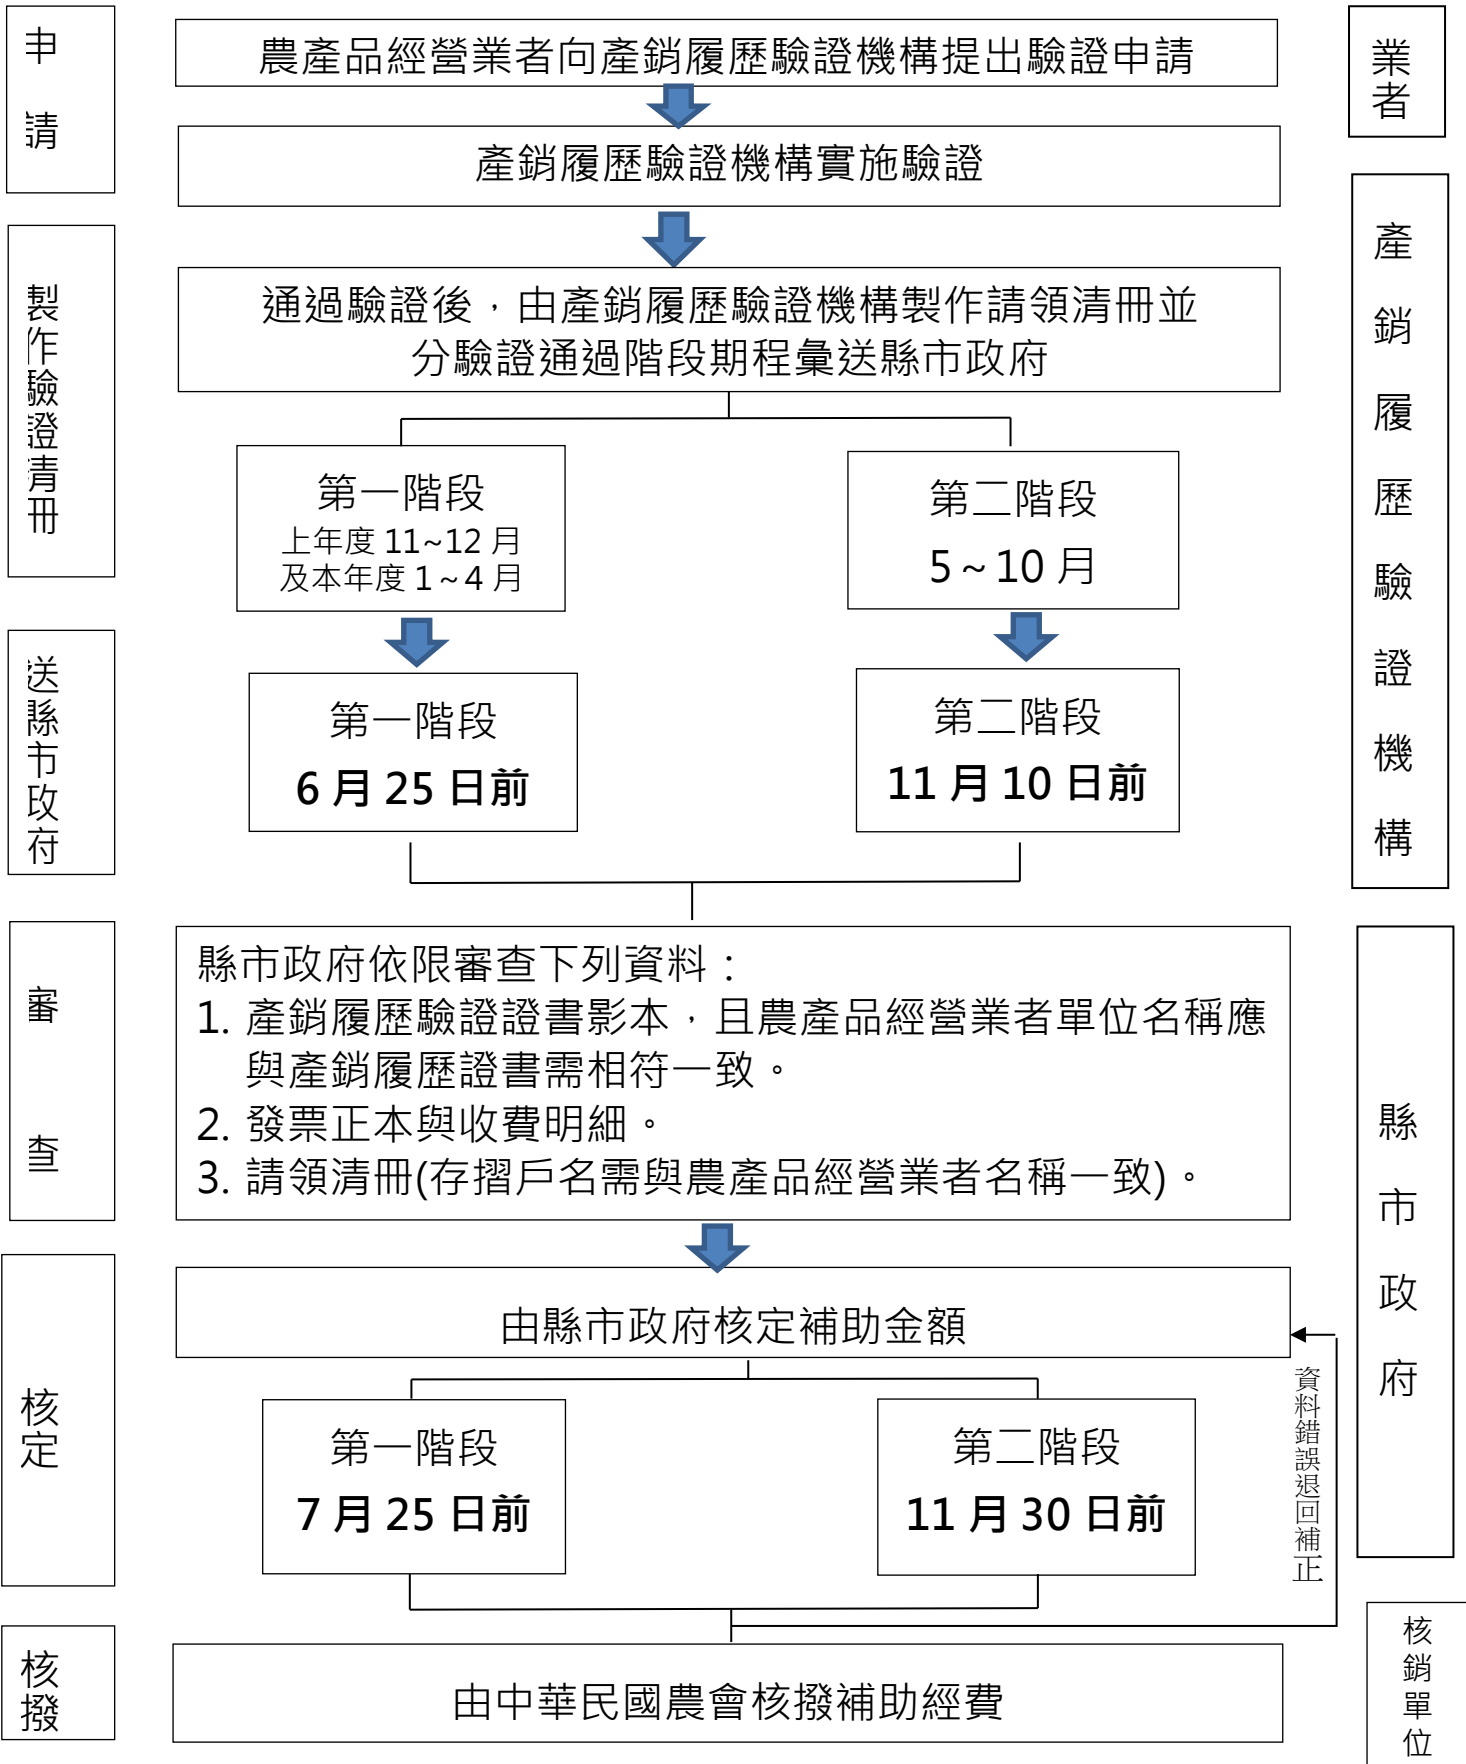 申請
農產品經營業者向產銷履歷驗證機構提出驗證申請
業者
產銷履歷驗證機構實施驗證
製作驗證清冊
通過驗證後，由產銷履歷驗證機構製作請領清冊並
分驗證通過階段期程彙送縣市政府
產銷履歷驗證機構
第一階段
上年度 11~12 月
及本年度 1～4 月
第二階段
5～10 月
送縣市政府
第一階段
6 月 25 日前
第二階段
11 月 10 日前
審查
縣市政府依限審查下列資料：
1. 產銷履歷驗證證書影本，且農產品經營業者單位名稱應
與產銷履歷證書需相符一致。
2. 發票正本與收費明細。
3. 請領清冊(存摺戶名需與農產品經營業者名稱一致)。
縣市政府
核定
由縣市政府核定補助金額
第一階段
7 月 25 日前
第二階段
11 月 30 日前
資料錯誤退回補正
核撥
由中華民國農會核撥補助經費
核銷單位